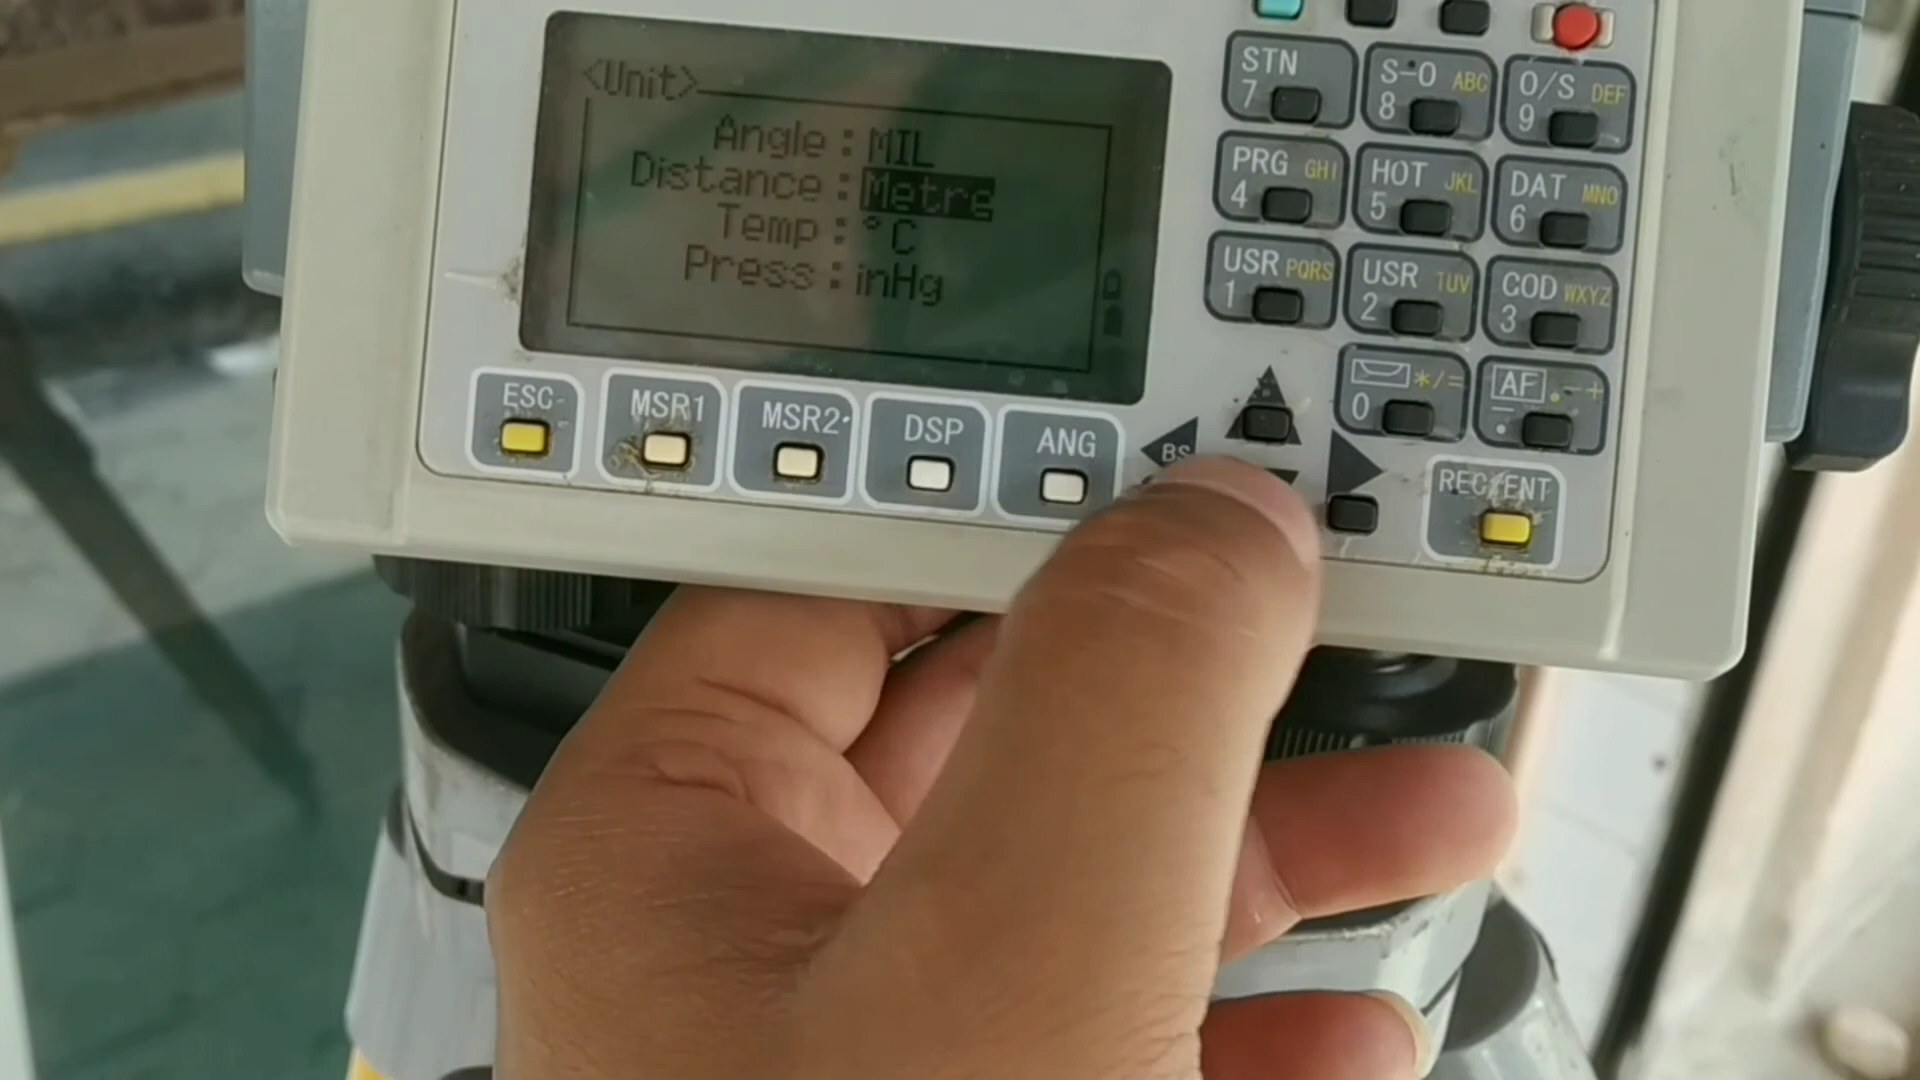 <Unit>
Angle : MIL
Distance : Metre
Temp : °C
Press : inHg
STN
7
S-O ABC
8
O/S DEF
9
PRG GHI
4
HOT JKL
5
DAT MNO
6
USR PQRS
1
USR TUV
2
COD WXYZ
3
*/=
0
AF .-+
ESC
MSR1
MSR2
DSP
ANG
BS
REC/ENT